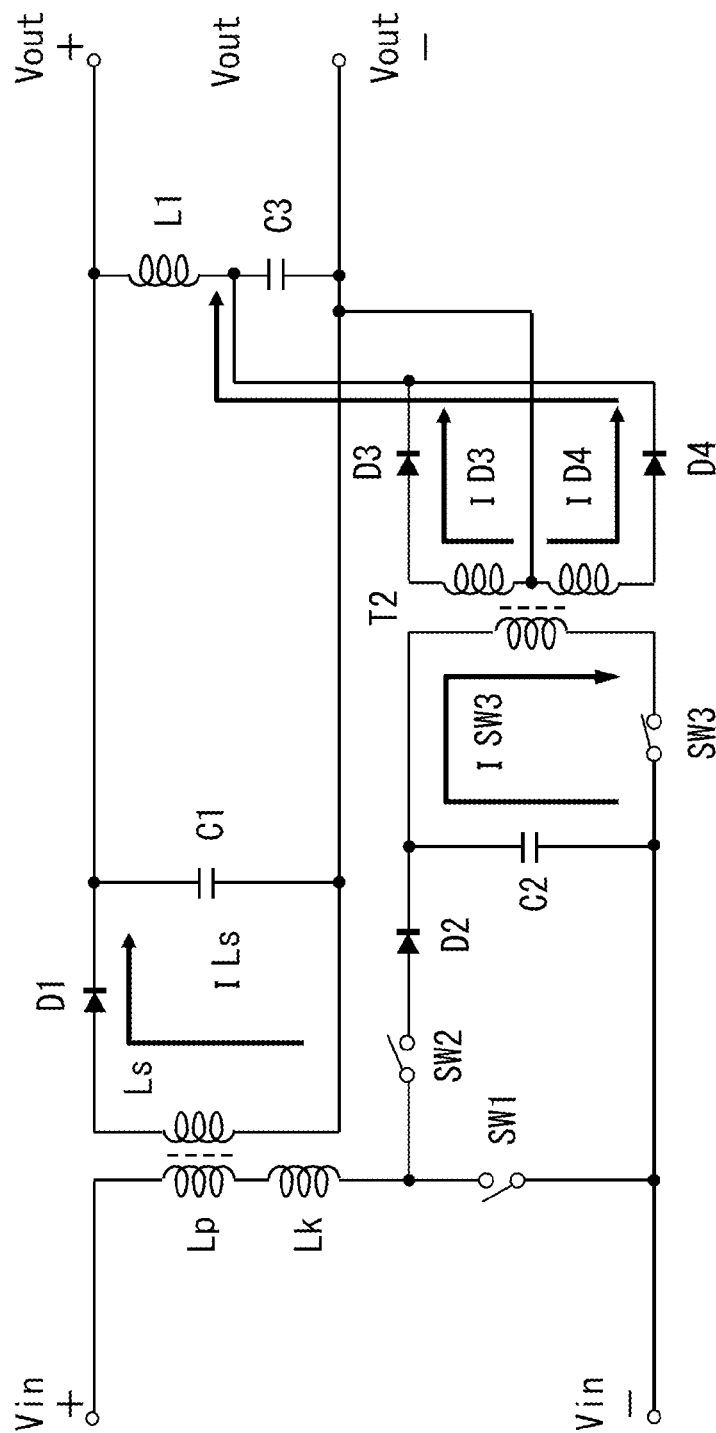 Vin
+
Vin
−
Lp
Lk
Ls
D1
I Ls
C1
SW1
SW2
D2
C2
I SW3
SW3
T2
D3
I D3
I D4
D4
L1
C3
Vout
+
Vout
Vout
−